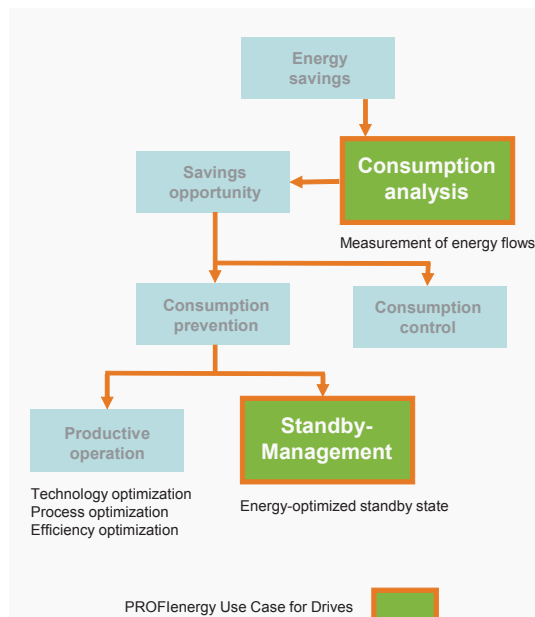 Energy
savings
Consumption
analysis
Savings
opportunity
Measurement of energy flows
Consumption
prevention
Consumption
control
Productive
operation
Standby-
Management
Technology optimization
Process optimization
Efficiency optimization
Energy-optimized standby state
PROFIenergy Use Case for Drives